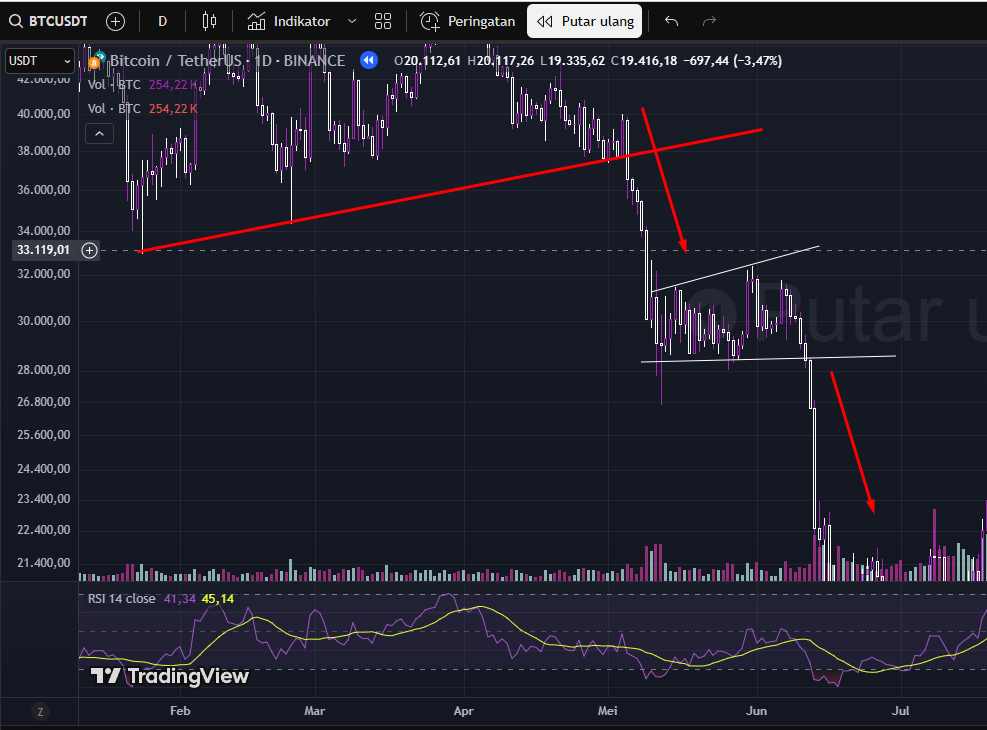 BTCUSDT D Indikator Peringatan Putar ulang
USDT Bitcoin / TetherUS · 1D · BINANCE O20.112,61 H20.117,26 L19.335,62 C19.416,18 −697,44 (−3,47%)
Vol · BTC 254,22 K
Vol · BTC 254,22 K
42.000,00
40.000,00
38.000,00
36.000,00
34.000,00
33.119,01
32.000,00
30.000,00
28.000,00
26.800,00
25.600,00
24.400,00
23.400,00
22.400,00
21.400,00
Putar u
RSI 14 close 41,34 45,14
TradingView
Z Feb Mar Apr Mei Jun Jul